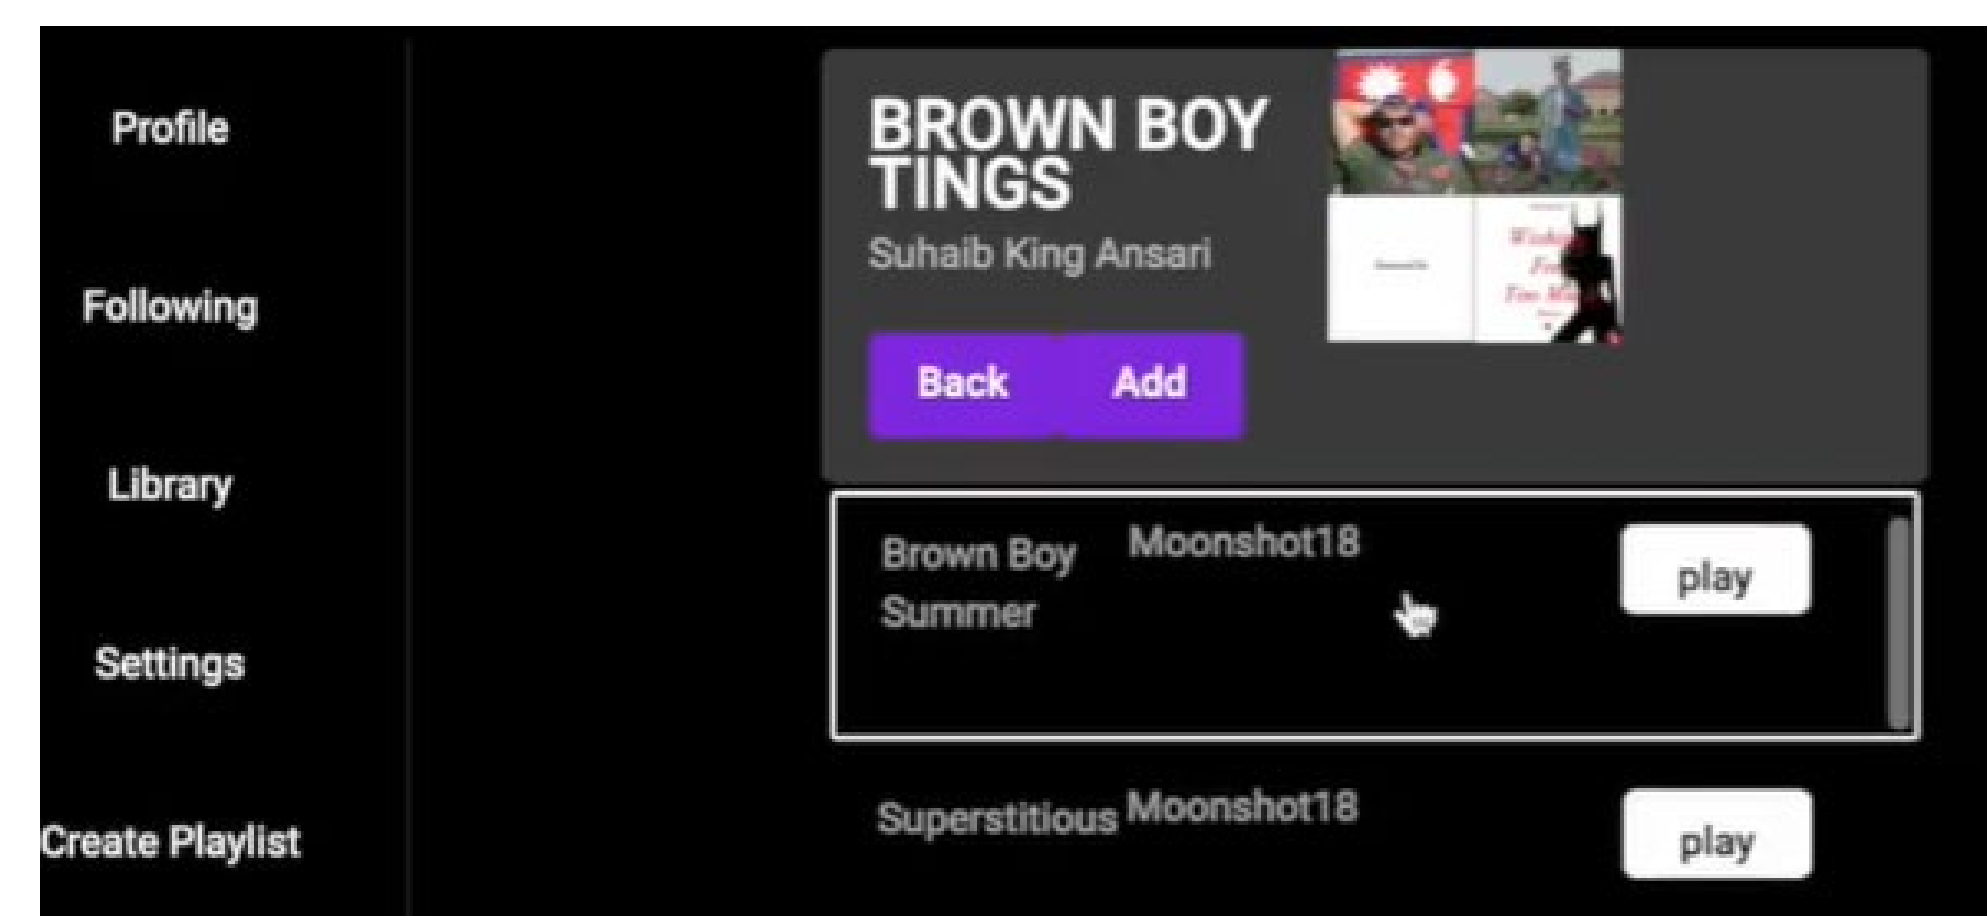 Profile
Following
Library
Settings
Create Playlist
BROWN BOY
TINGS
Suhaib King Ansari
Back
Add
Brown Boy
Summer
Moonshot18
play
Superstitious
Moonshot18
play